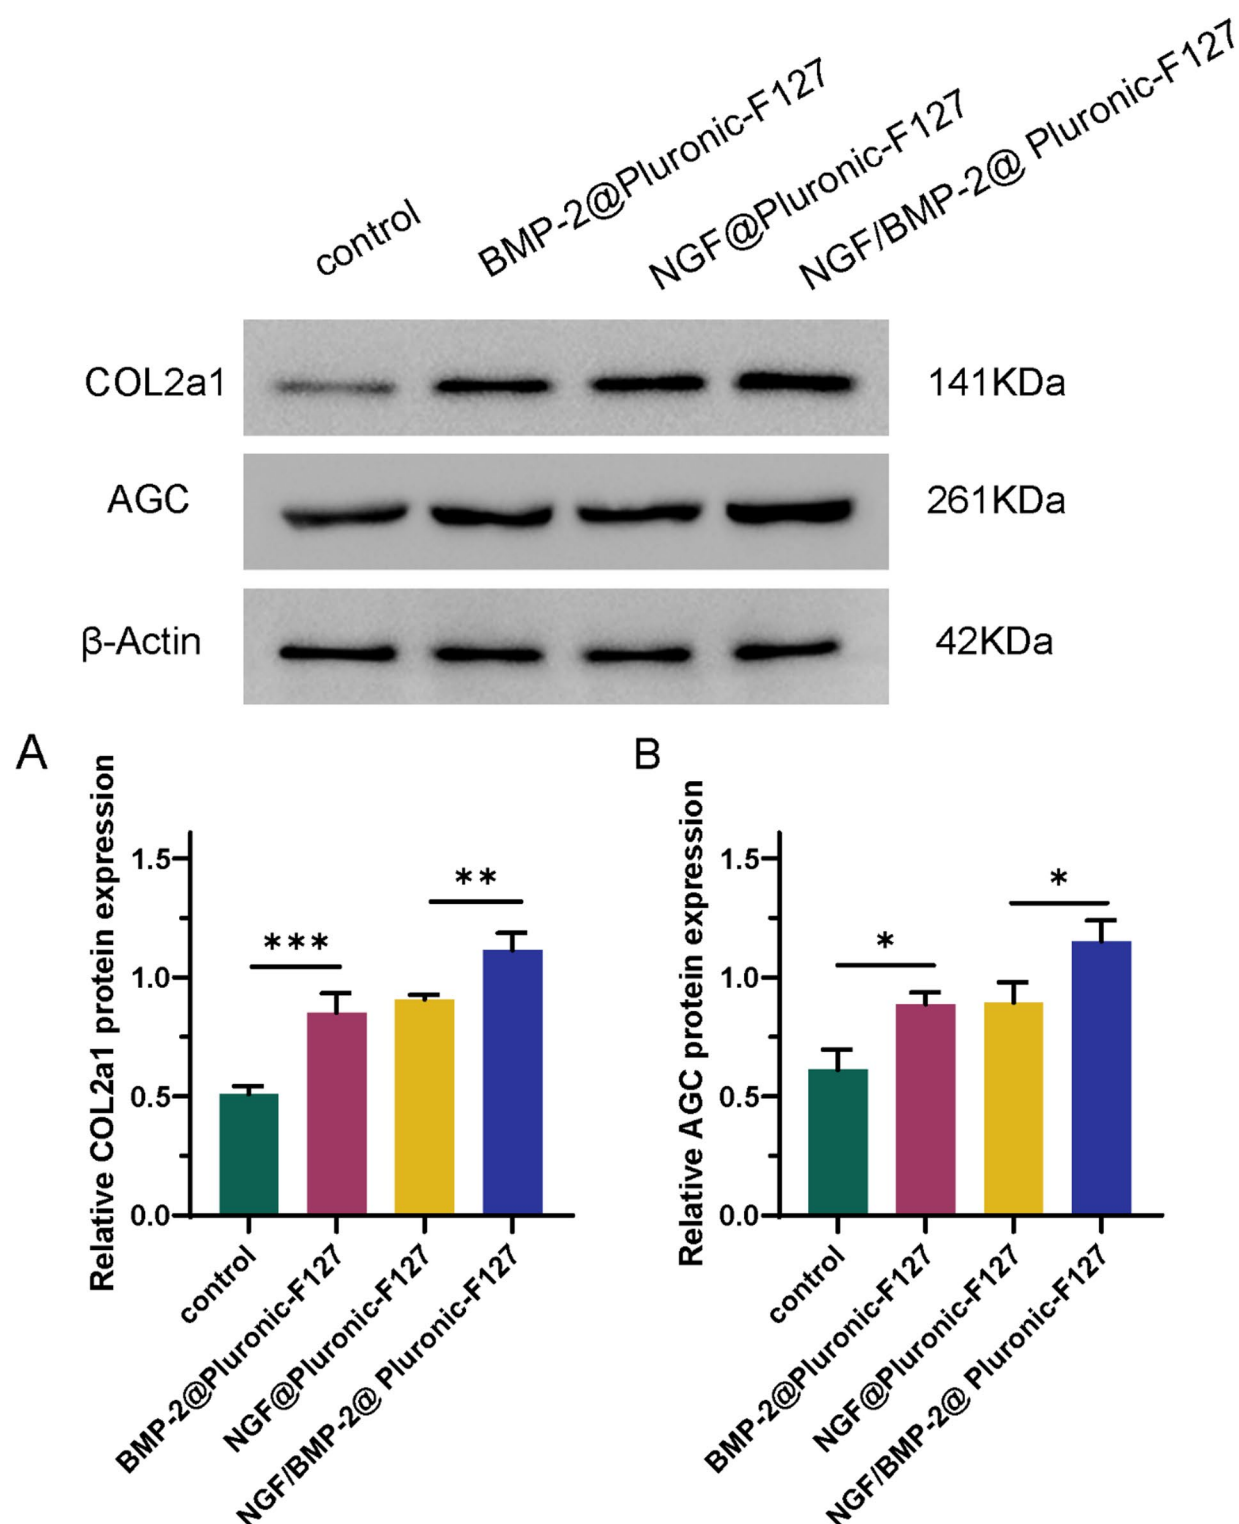 control
BMP-2@Pluronic-F127
NGF@Pluronic-F127
NGF/BMP-2@ Pluronic-F127
COL2a1 141KDa
AGC 261KDa
β-Actin 42KDa
A
Relative COL2a1 protein expression
1.5
1.0
0.5
0.0
***
**
control
BMP-2@Pluronic-F127
NGF@Pluronic-F127
NGF/BMP-2@ Pluronic-F127
B
Relative AGC protein expression
1.5
1.0
0.5
0.0
*
*
control
BMP-2@Pluronic-F127
NGF@Pluronic-F127
NGF/BMP-2@ Pluronic-F127